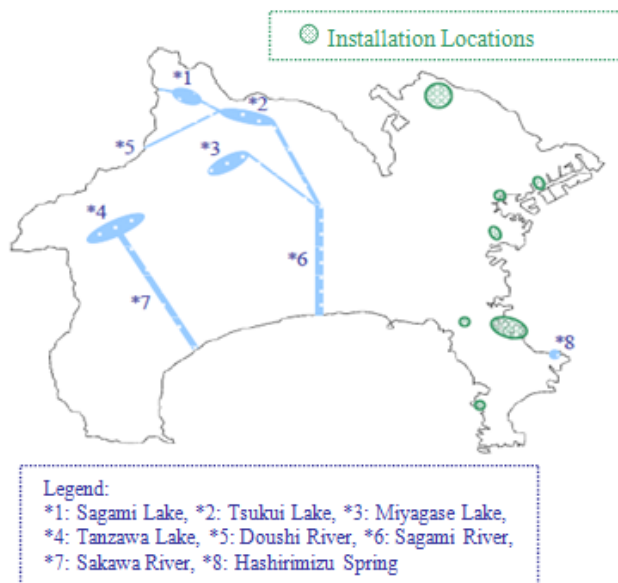 Installation Locations
*1
*2
*5
*3
*4
*6
*7
*8
Legend:
*1: Sagami Lake, *2: Tsukui Lake, *3: Miyagase Lake,
*4: Tanzawa Lake, *5: Doushi River, *6: Sagami River,
*7: Sakawa River, *8: Hashirimizu Spring